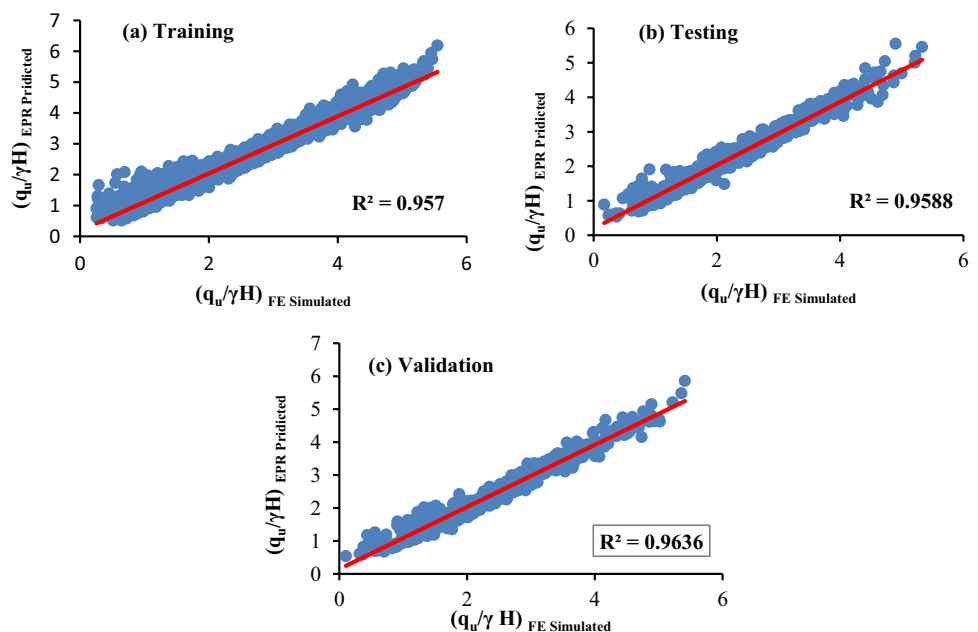 (a) Training
7
6
5
4
3
2
1
0
(qu/γH) EPR Pridicted
R² = 0.957
0 2 4 6
(qu/γH) FE Simulated
(b) Testing
6
5
4
3
2
1
0
(qu/γH) EPR Pridicted
R² = 0.9588
0 2 4 6
(qu/γH) FE Simulated
(c) Validation
7
6
5
4
3
2
1
0
(qu/γH) EPR Pridicted
R² = 0.9636
0 2 4 6
(qu/γ H) FE Simulated